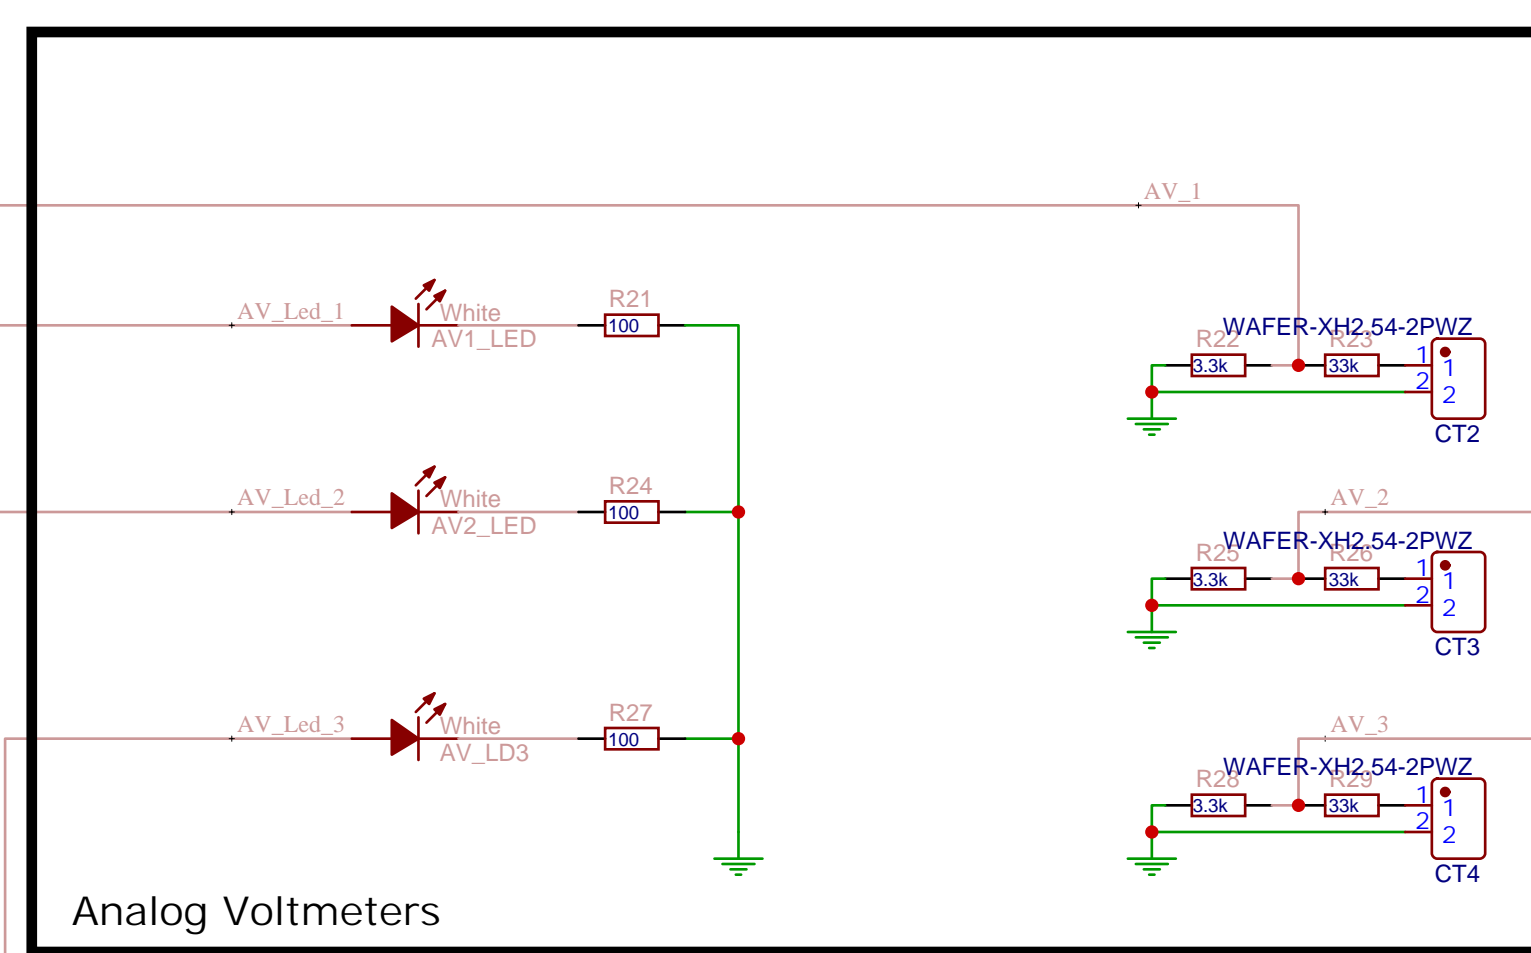 AV_1
AV_Led_1
White
AV1_LED
R21
100
WAFER-XH2.54-2PWZ
R22
3.3k
R23
33k
1
2
1
2
CT2
AV_Led_2
White
AV2_LED
R24
100
AV_2
WAFER-XH2.54-2PWZ
R25
3.3k
R26
33k
1
2
1
2
CT3
AV_Led_3
White
AV_LD3
R27
100
AV_3
WAFER-XH2.54-2PWZ
R28
3.3k
R29
33k
1
2
1
2
CT4
Analog Voltmeters